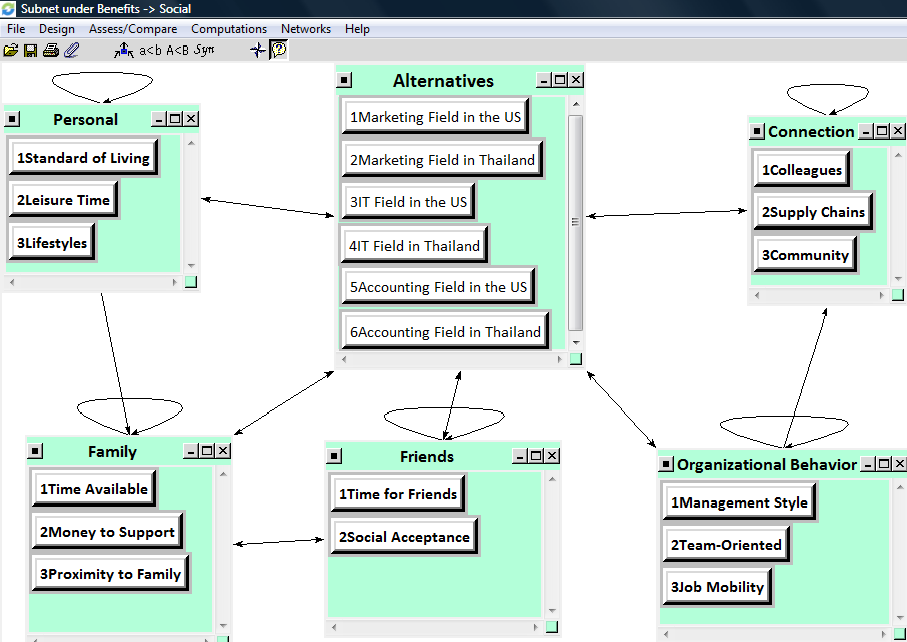 Subnet under Benefits -> Social
File Design Assess/Compare Computations Networks Help
a<b A<B Syn
Alternatives
1Marketing Field in the US
2Marketing Field in Thailand
3IT Field in the US
4IT Field in Thailand
5Accounting Field in the US
6Accounting Field in Thailand
Personal
1Standard of Living
2Leisure Time
3Lifestyles
Connection
1Colleagues
2Supply Chains
3Community
Family
1Time Available
2Money to Support
3Proximity to Family
Friends
1Time for Friends
2Social Acceptance
Organizational Behavior
1Management Style
2Team-Oriented
3Job Mobility